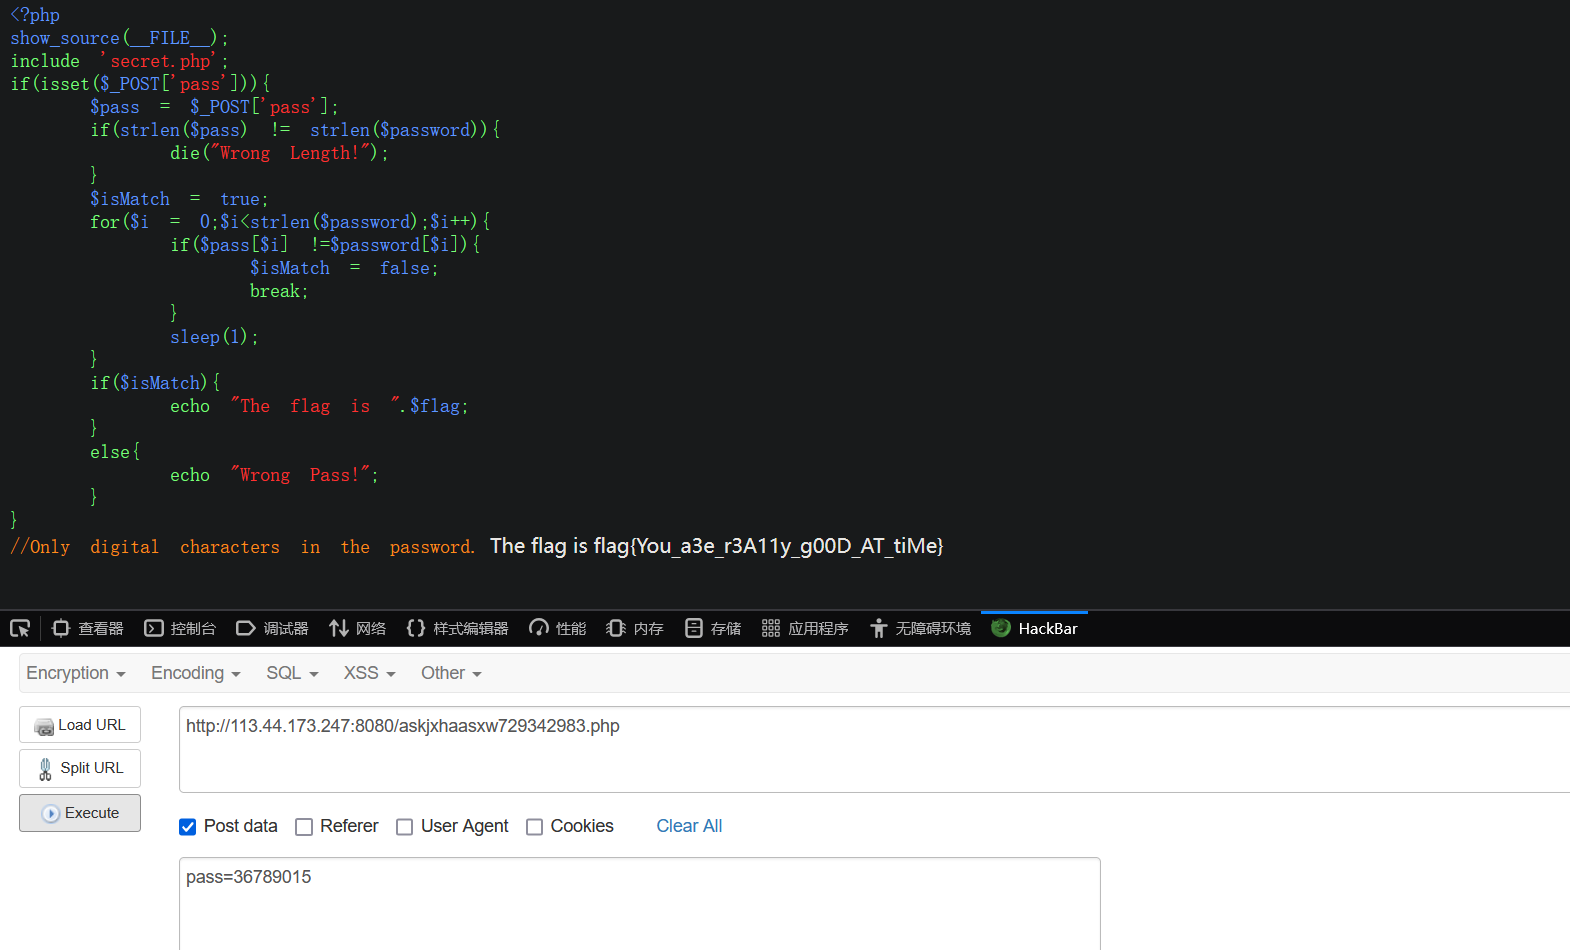 <?php
show_source(__FILE__);
include 'secret.php';
if(isset($_POST['pass'])){
$pass = $_POST['pass'];
if(strlen($pass) != strlen($password)){
die("Wrong Length!");
}
$isMatch = true;
for($i = 0;$i<strlen($password);$i++){
if($pass[$i] !=$password[$i]){
$isMatch = false;
break;
}
sleep(1);
}
if($isMatch){
echo "The flag is ".$flag;
}
else{
echo "Wrong Pass!";
}
}
//Only digital characters in the password. The flag is flag{You_a3e_r3A11y_g00D_AT_tiMe}
查看器 控制台 调试器 网络 样式编辑器 性能 内存 存储 应用程序 无障碍环境 HackBar
Encryption Encoding SQL XSS Other
Load URL http://113.44.173.247:8080/askjxhaasxw729342983.php
Split URL
Execute
Post data Referer User Agent Cookies Clear All
pass=36789015